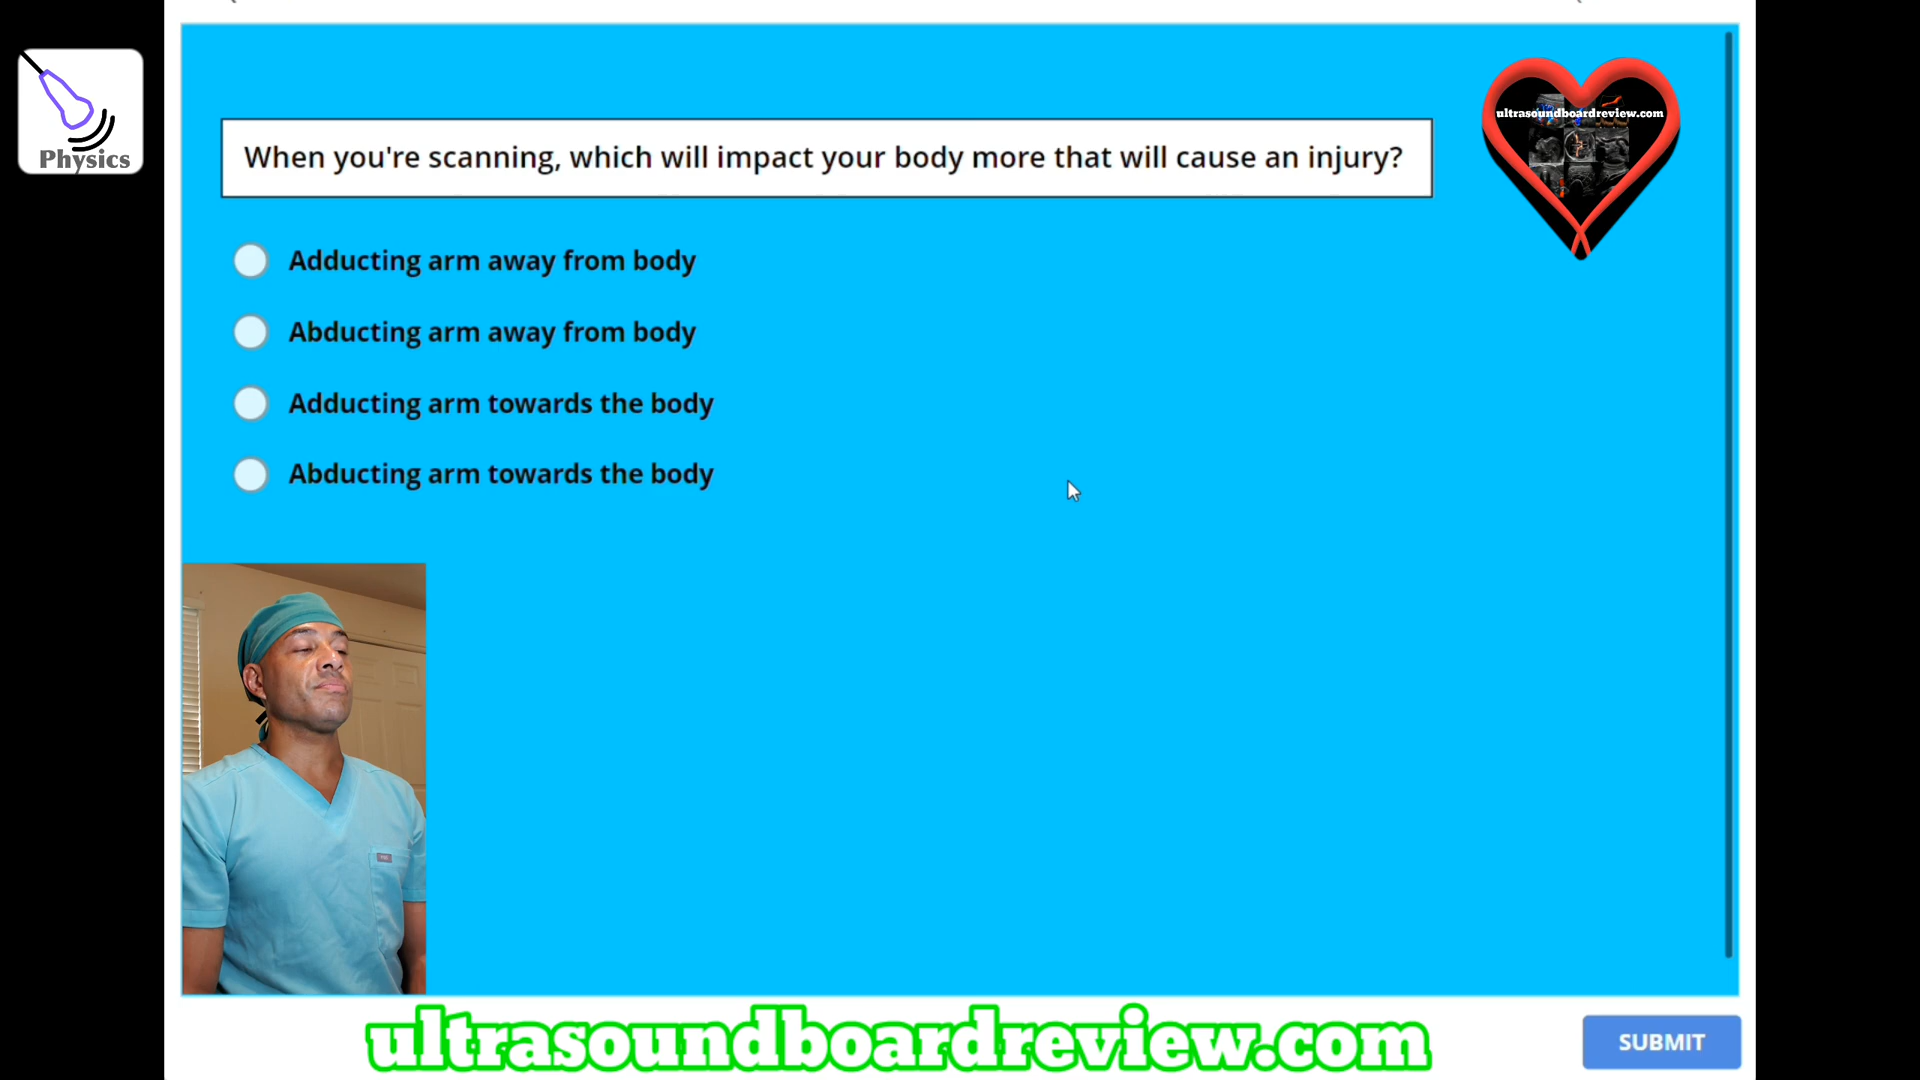 Physics
ultrasoundboardreview.com
When you're scanning, which will impact your body more that will cause an injury?
Adducting arm away from body
Abducting arm away from body
Adducting arm towards the body
Abducting arm towards the body
ultrasoundboardreview.com
SUBMIT